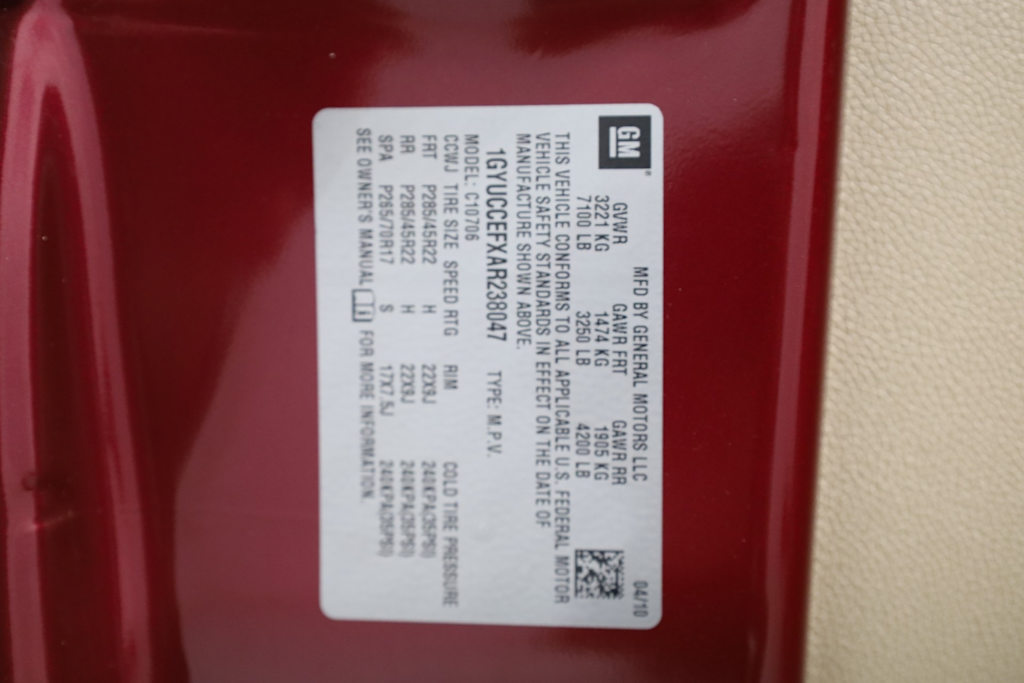 GM
MFD BY GENERAL MOTORS LLC 04/10
GVWR GAWR FRT GAWR RR
3221 KG 1474 KG 1905 KG
7100 LB 3250 LB 4200 LB
THIS VEHICLE CONFORMS TO ALL APPLICABLE U.S. FEDERAL MOTOR
VEHICLE SAFETY STANDARDS IN EFFECT ON THE DATE OF
MANUFACTURE SHOWN ABOVE.
1GYUCCEFXAR238047 TYPE: M.P.V.
MODEL: C10706
CCWJ TIRE SIZE SPEED RTG RIM COLD TIRE PRESSURE
FRT P285/45R22 H 22X9J 240KPA(35PSI)
RR P285/45R22 H 22X9J 240KPA(35PSI)
SPA P265/70R17 S 17X7.5J 240KPA(35PSI)
SEE OWNER'S MANUAL i FOR MORE INFORMATION.